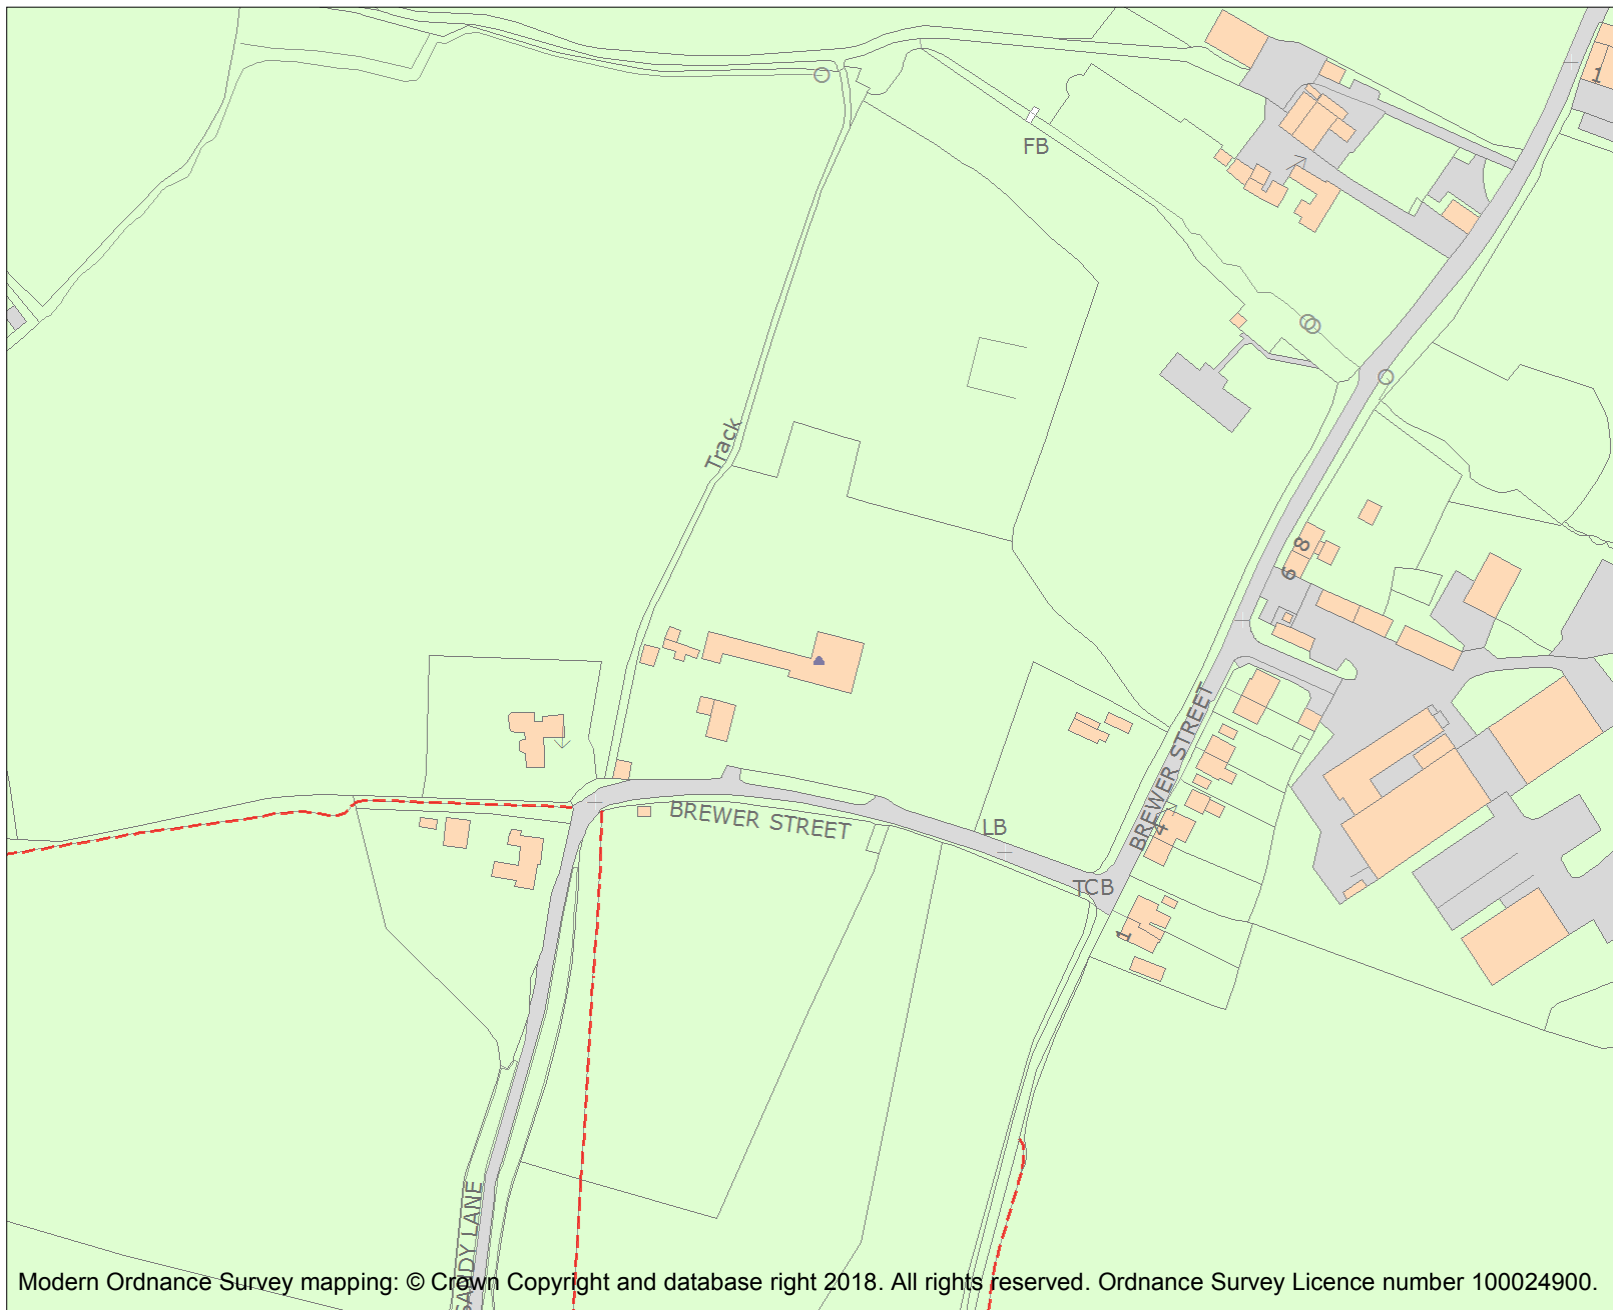 1
FB
Track
8
6
BREWER STREET
BREWER STREET
4
LB
TCB
1
SANDY LANE
Modern Ordnance Survey mapping: © Crown Copyright and database right 2018. All rights reserved. Ordnance Survey Licence number 100024900.